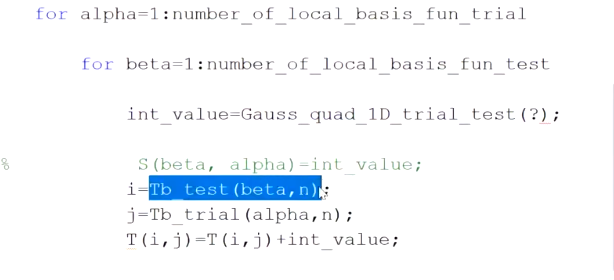 for alpha=1:number_of_local_basis_fun_trial
for beta=1:number_of_local_basis_fun_test
int_value=Gauss_quad_1D_trial_test(?);
% S(beta, alpha)=int_value;
i=Tb_test(beta,n);
j=Tb_trial(alpha,n);
T(i,j)=T(i,j)+int_value;